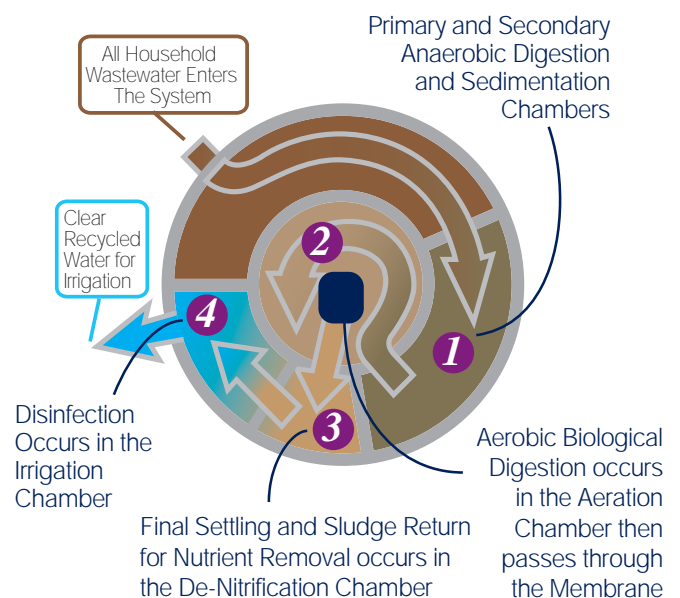 All Household
Wastewater Enters
The System
Primary and Secondary
Anaerobic Digestion
and Sedimentation
Chambers
Clear
Recycled
Water for
Irrigation
2
4
1
3
Disinfection
Occurs in the
Irrigation
Chamber
Aerobic Biological
Digestion occurs
in the Aeration
Chamber then
passes through
the Membrane
Final Settling and Sludge Return
for Nutrient Removal occurs in
the De-Nitrification Chamber